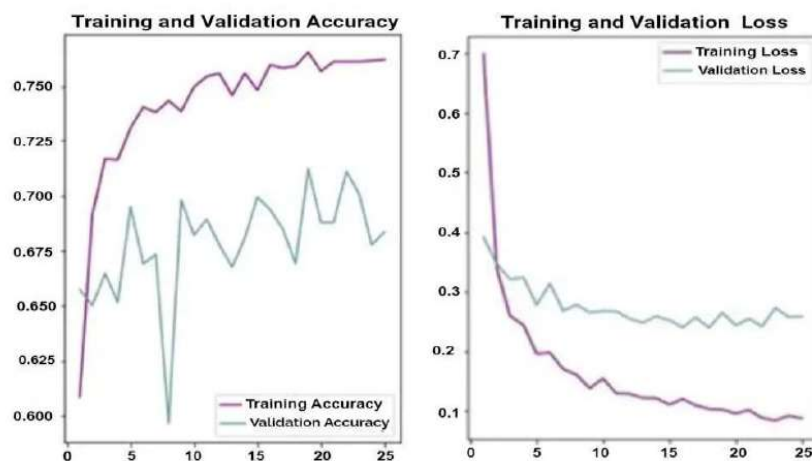 Training and Validation Accuracy
0.750
0.725
0.700
0.675
0.650
0.625
0.600
Training Accuracy
Validation Accuracy
0 5 10 15 20 25
Training and Validation Loss
Training Loss
Validation Loss
0.7
0.6
0.5
0.4
0.3
0.2
0.1
0 5 10 15 20 25